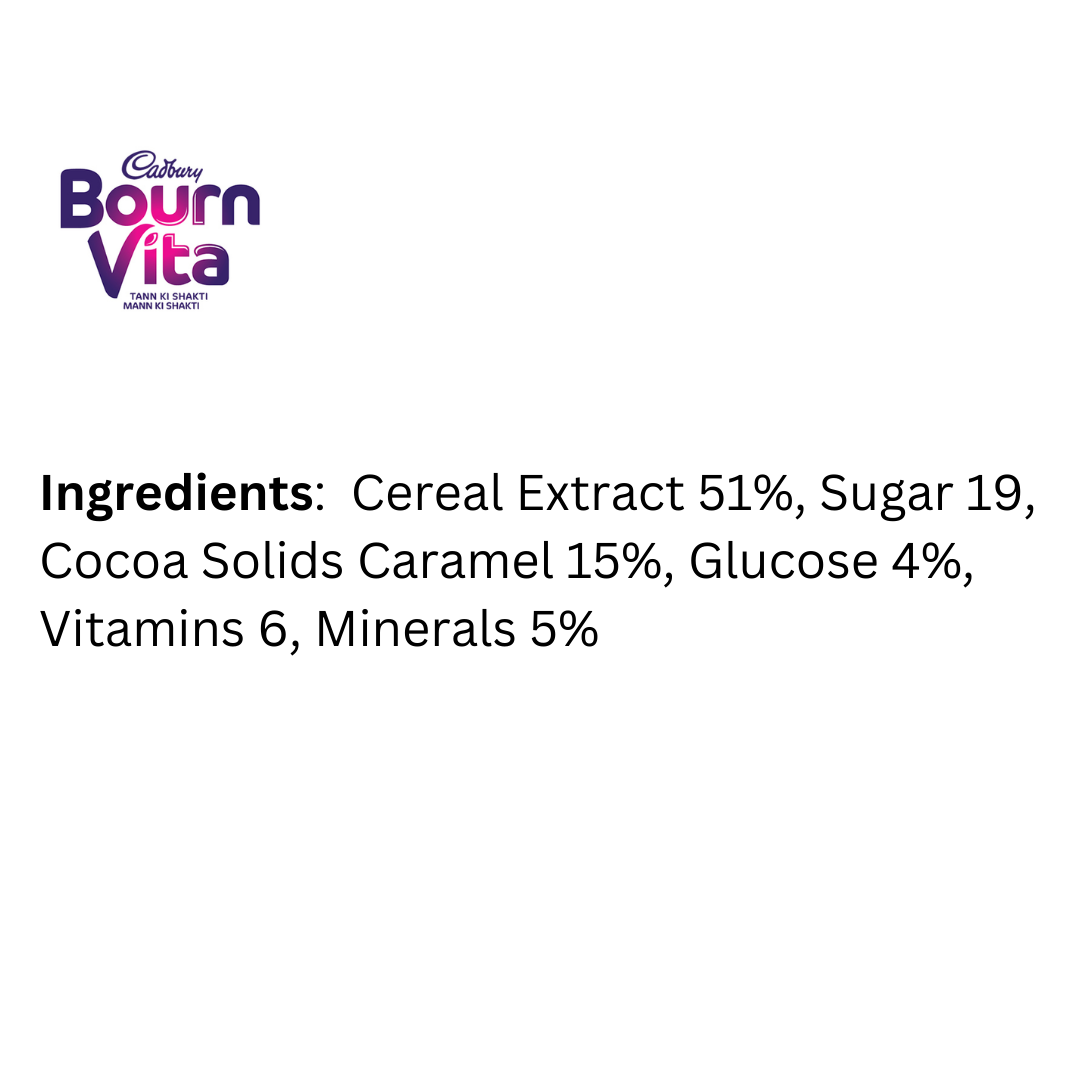 Cadbury
Bourn
Vita
TANN KI SHAKTI
MANN KI SHAKTI
Ingredients:  Cereal Extract 51%, Sugar 19,
Cocoa Solids Caramel 15%, Glucose 4%,
Vitamins 6, Minerals 5%